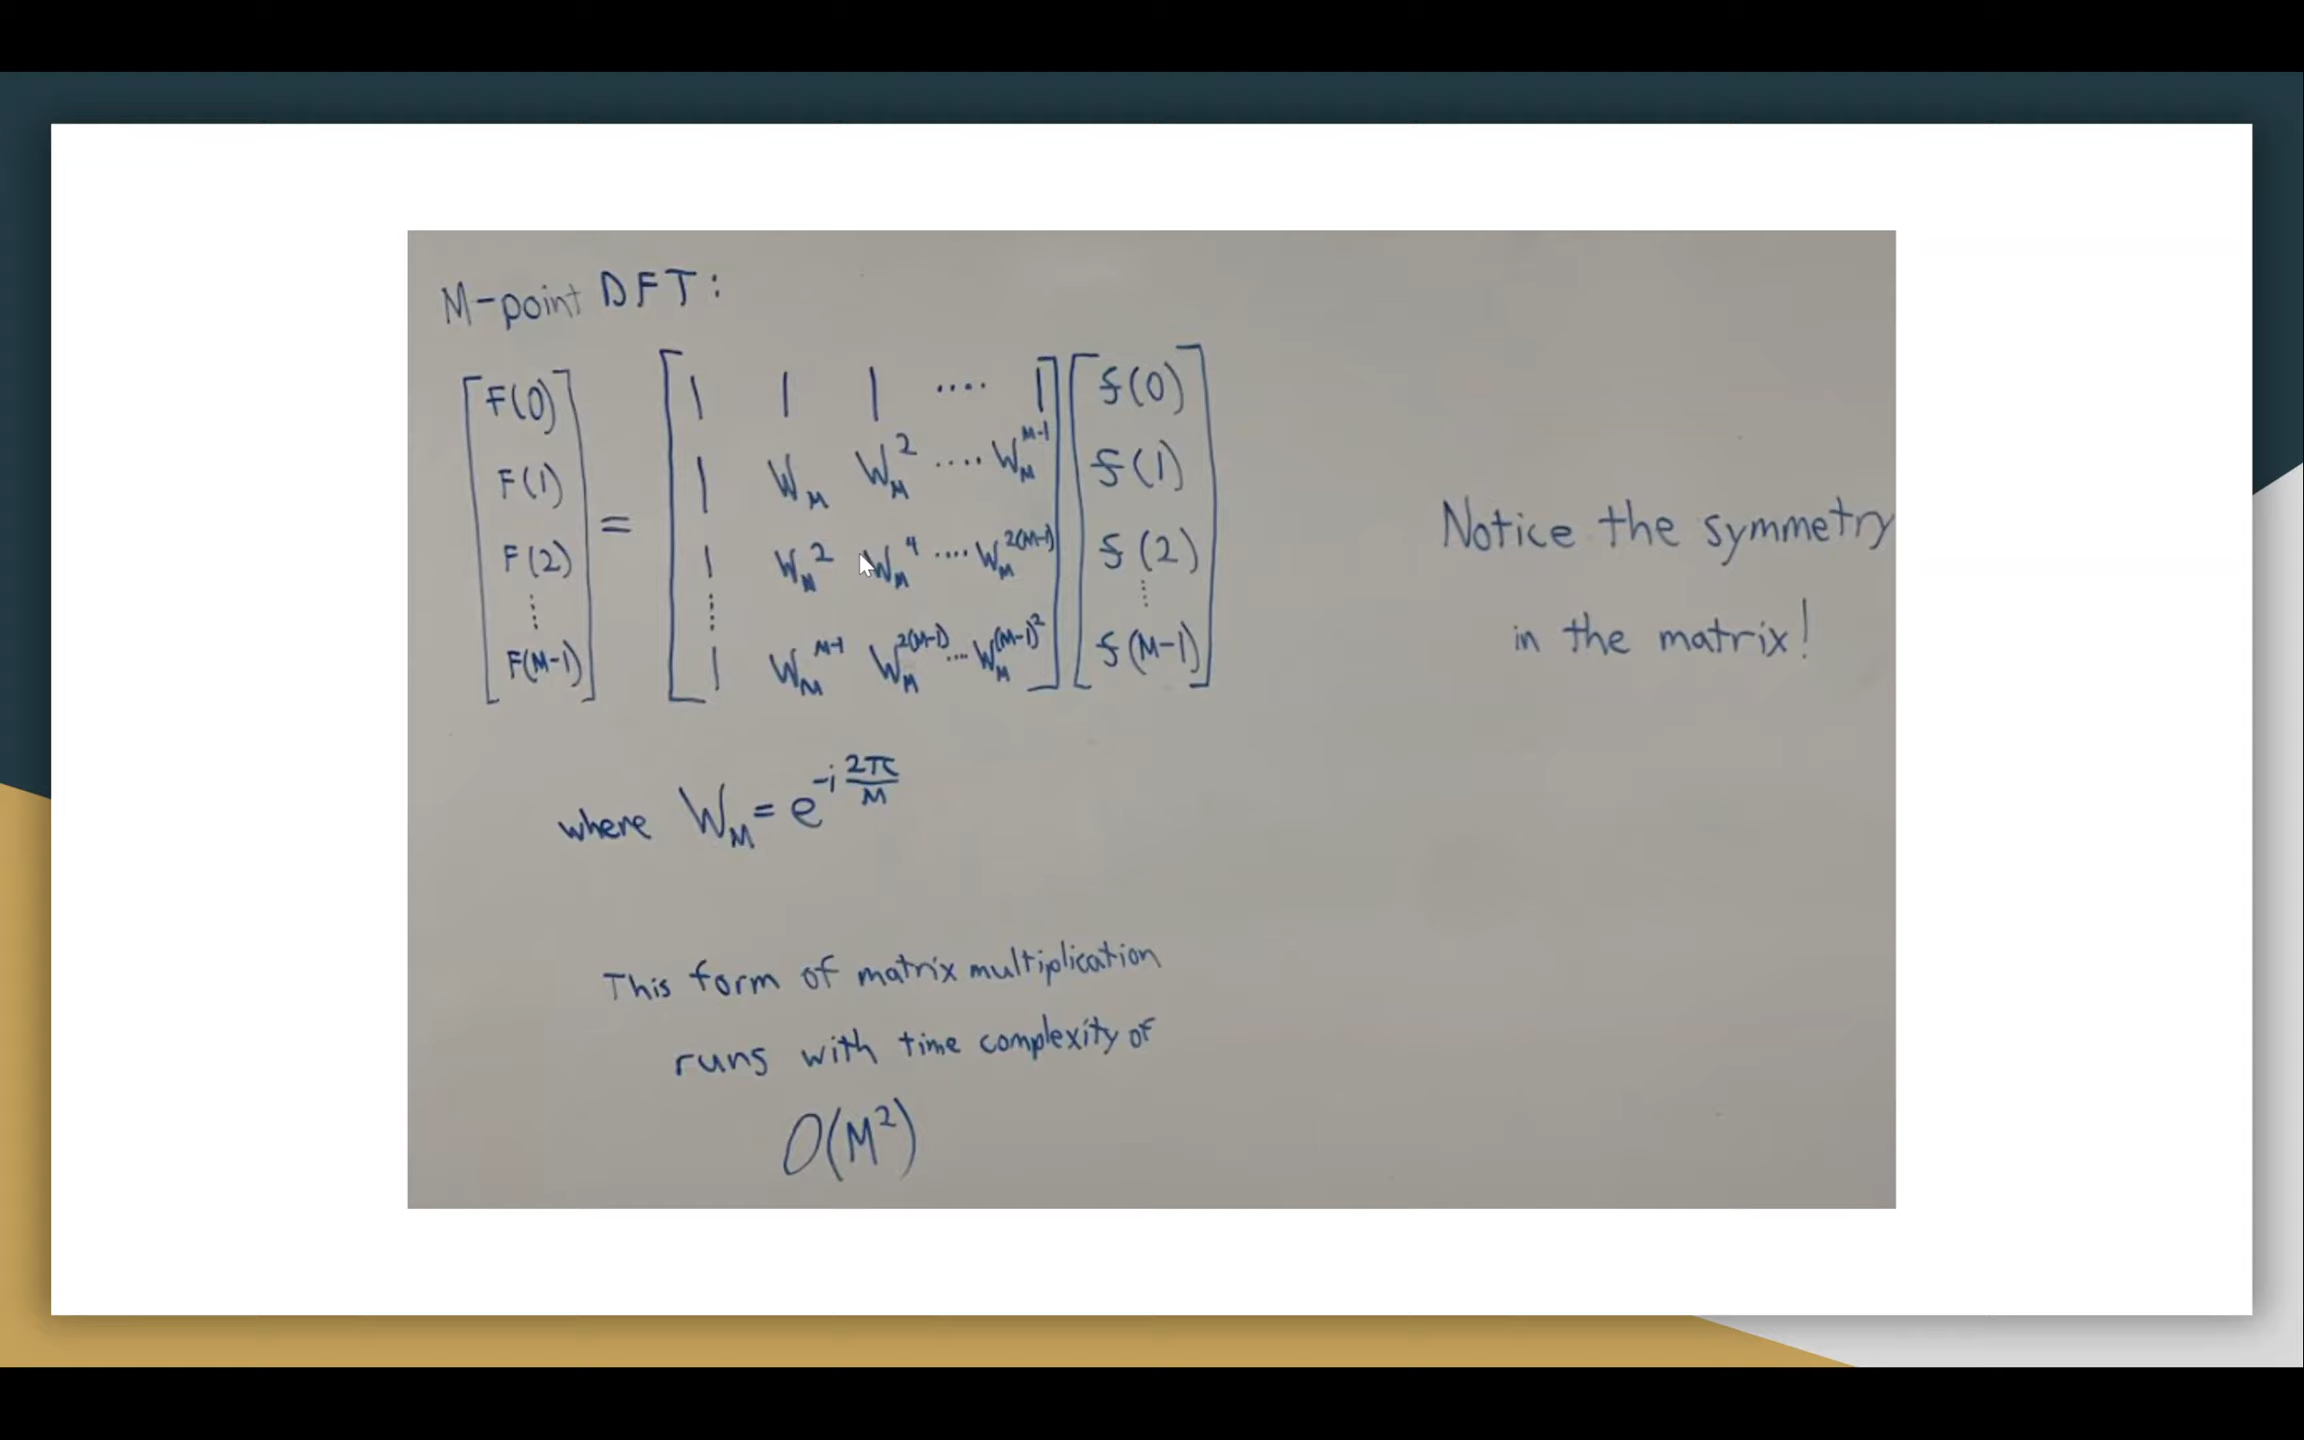 M-point DFT:
[F(0) F(1) F(2) ⋮ F(M-1)] =
[1 1 1 .... 1] [f(0)]
[1 W_M W_M^2 .... W_M^{M-1}] [f(1)]
[1 W_M^2 W_M^4 .... W_M^{2(M-1)}] [f(2)]
⋮ ⋮
[1 W_M^{M-1} W_M^{2(M-1)} .... W_M^{(M-1)^2}] [f(M-1)]
Notice the symmetry
in the matrix!
where W_M = e^{-i 2π/M}
This form of matrix multiplication
runs with time complexity of
O(M^2)